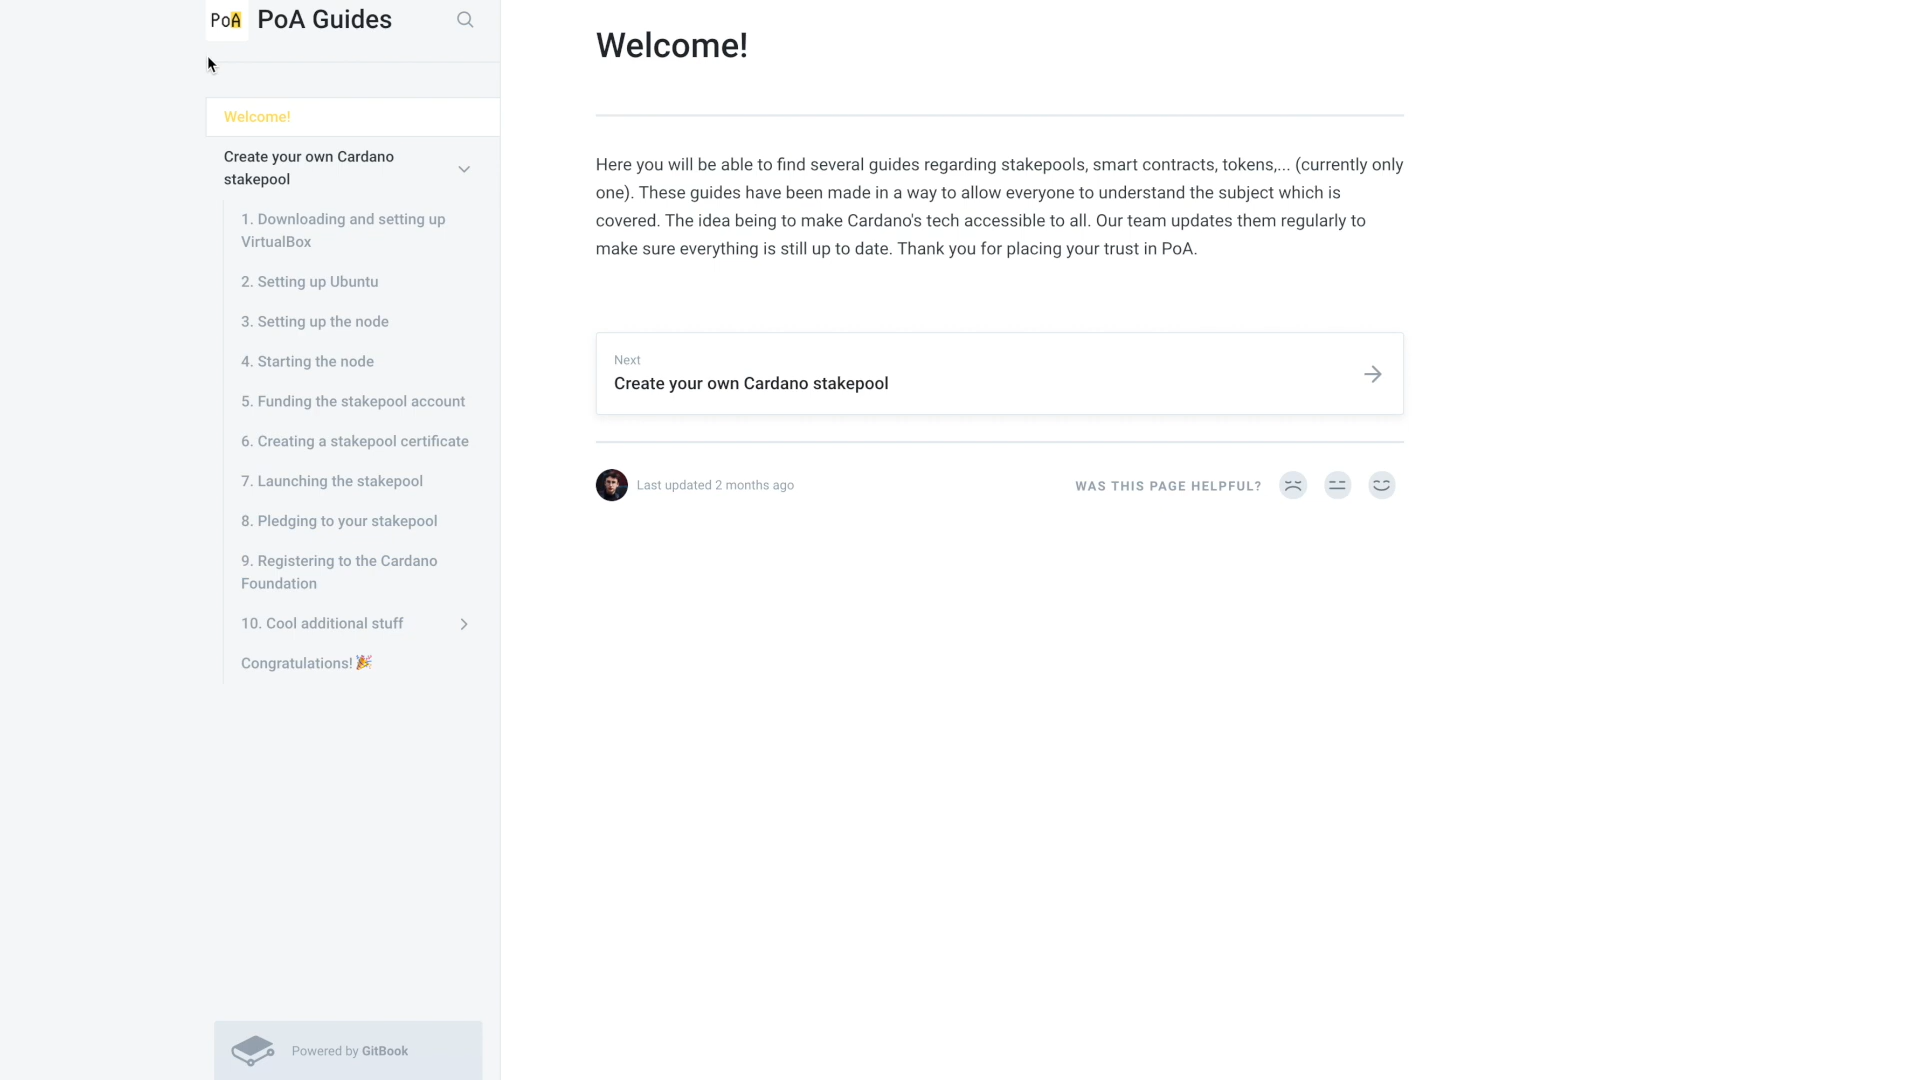 PoA PoA Guides
Welcome!
Create your own Cardano
stakepool
1. Downloading and setting up
VirtualBox
2. Setting up Ubuntu
3. Setting up the node
4. Starting the node
5. Funding the stakepool account
6. Creating a stakepool certificate
7. Launching the stakepool
8. Pledging to your stakepool
9. Registering to the Cardano
Foundation
10. Cool additional stuff
Congratulations! 🎉
Powered by GitBook
Welcome!
Here you will be able to find several guides regarding stakepools, smart contracts, tokens,... (currently only
one). These guides have been made in a way to allow everyone to understand the subject which is
covered. The idea being to make Cardano's tech accessible to all. Our team updates them regularly to
make sure everything is still up to date. Thank you for placing your trust in PoA.
Next
Create your own Cardano stakepool
Last updated 2 months ago
WAS THIS PAGE HELPFUL?